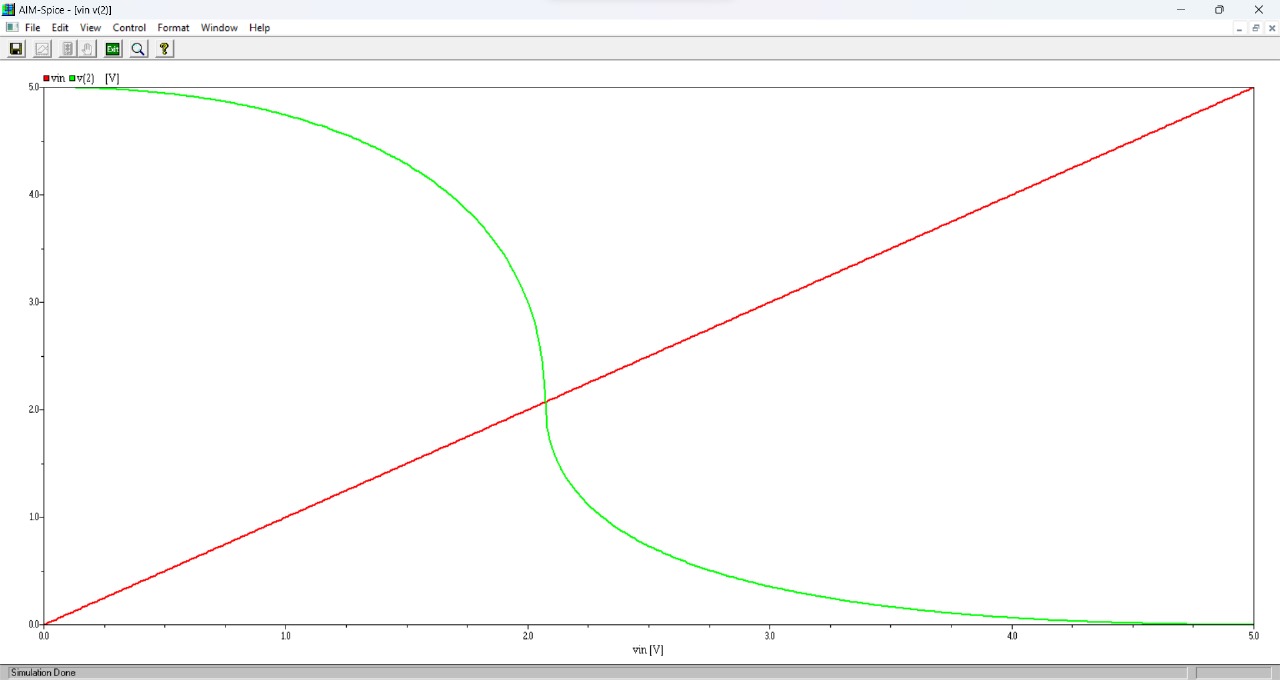 AIM-Spice - [vin v(2)]
File Edit View Control Format Window Help
Exit
?
vin v(2) [V]
5.0
4.0
3.0
2.0
1.0
0.0
0.0 1.0 2.0 3.0 4.0 5.0
vin [V]
Simulation Done